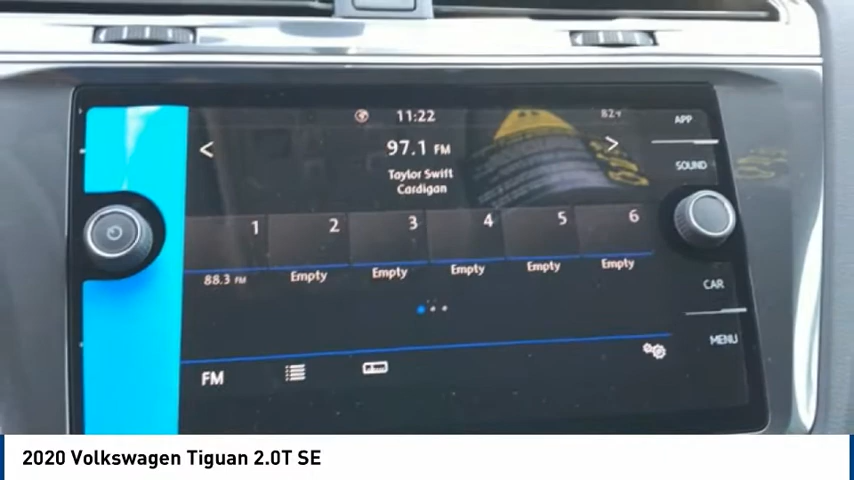 11:22 82°F
97.1 FM
Taylor Swift
Cardigan
1 2 3 4 5 6
88.3 FM Empty Empty Empty Empty Empty
FM
APP
SOUND
CAR
MENU
2020 Volkswagen Tiguan 2.0T SE